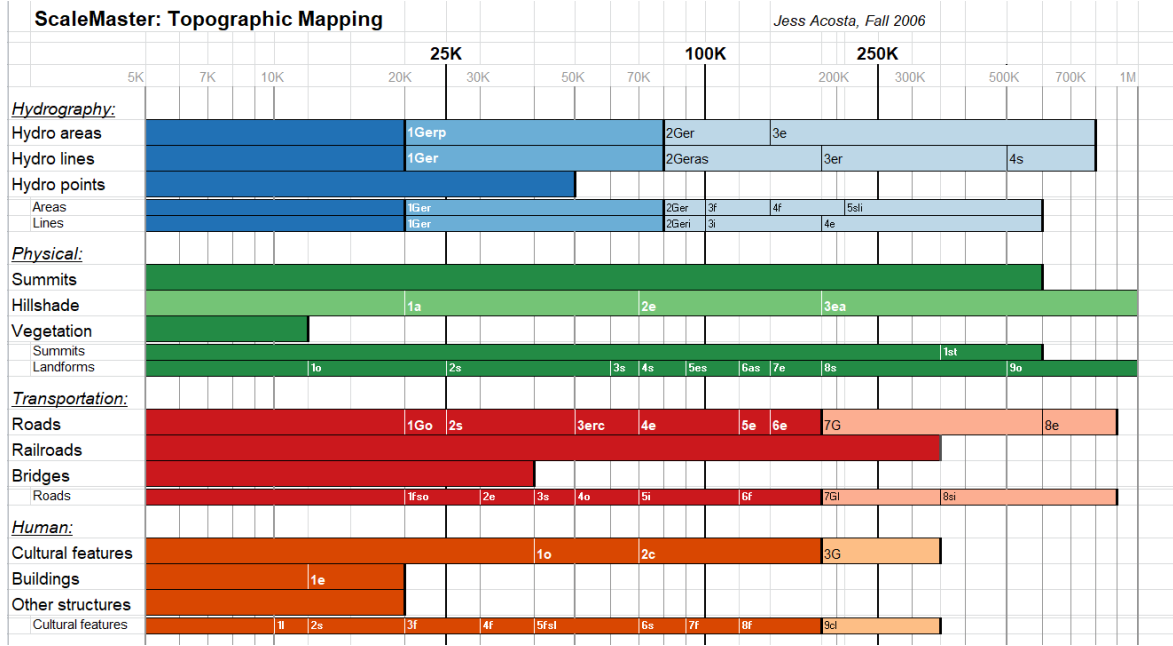 ScaleMaster: Topographic Mapping Jess Acosta, Fall 2006
25K 100K 250K
5K 7K 10K 20K 30K 50K 70K 200K 300K 500K 700K 1M
Hydrography:
Hydro areas 1Gerp 2Ger 3e
Hydro lines 1Ger 2Geras 3er 4s
Hydro points
Areas 1Ger 2Ger 3f 4f 5sli
Lines 1Ger 2Geri 3i 4e
Physical:
Summits
Hillshade 1a 2e 3ea
Vegetation
Summits 1st
Landforms 1o 2s 3s 4s 5es 6as 7e 8s 9o
Transportation:
Roads 1Go 2s 3erc 4e 5e 6e 7G 8e
Railroads
Bridges
Roads 1fso 2e 3s 4o 5i 6f 7Gl 8si
Human:
Cultural features 1o 2c 3G
Buildings 1e
Other structures
Cultural features 1l 2s 3f 4f 5fsl 6s 7f 8f 9cl